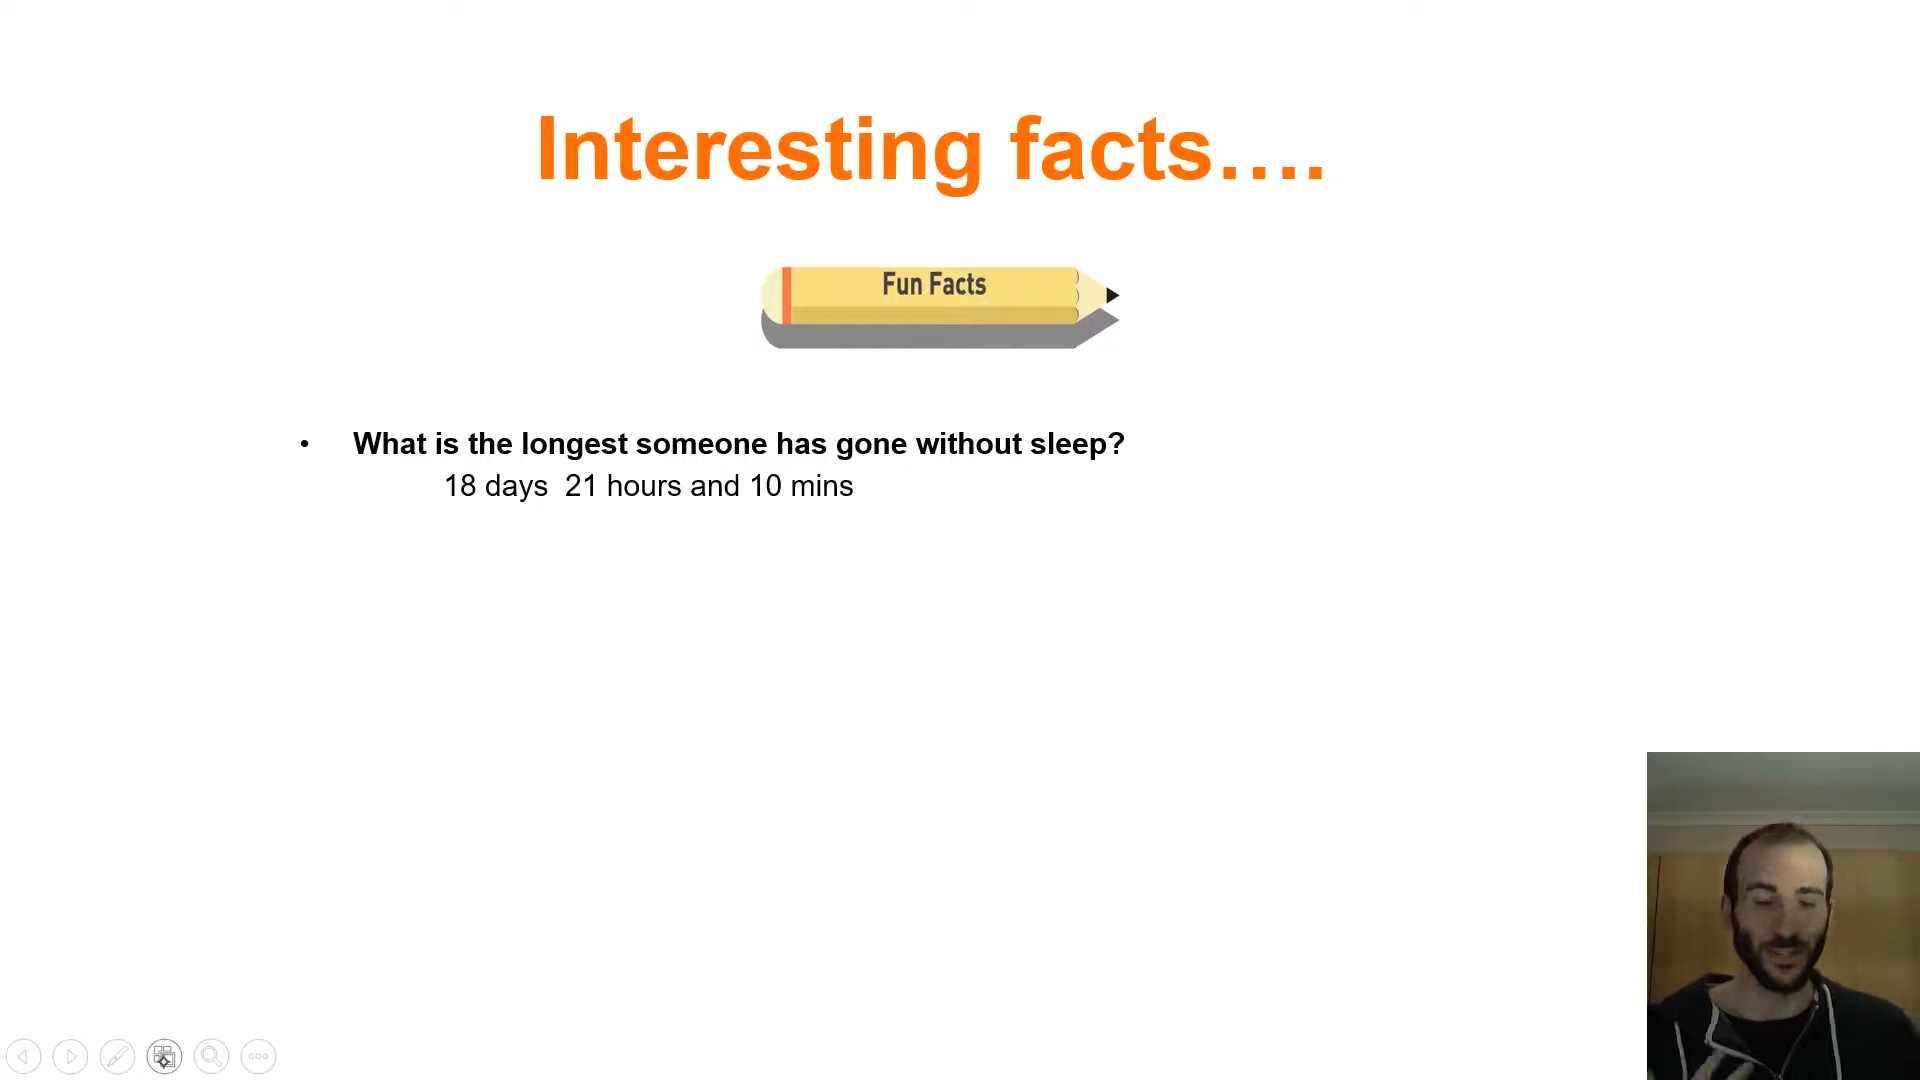 Interesting facts….
Fun Facts
• What is the longest someone has gone without sleep?
18 days  21 hours and 10 mins